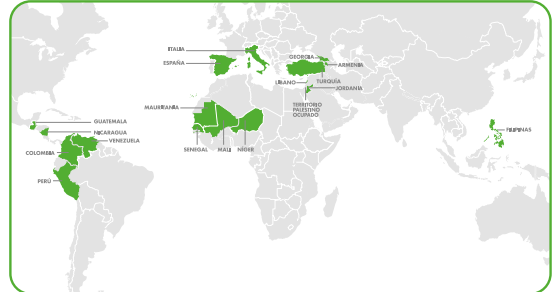 ITALIA
ESPAÑA
GEORGIA
ARMENIA
LÍBANO
TURQUÍA
JORDANIA
TERRITORIO
PALESTINO
OCUPADO
MAURITANIA
SENEGAL
MALI
NÍGER
GUATEMALA
NICARAGUA
VENEZUELA
COLOMBIA
PERÚ
FILIPINAS